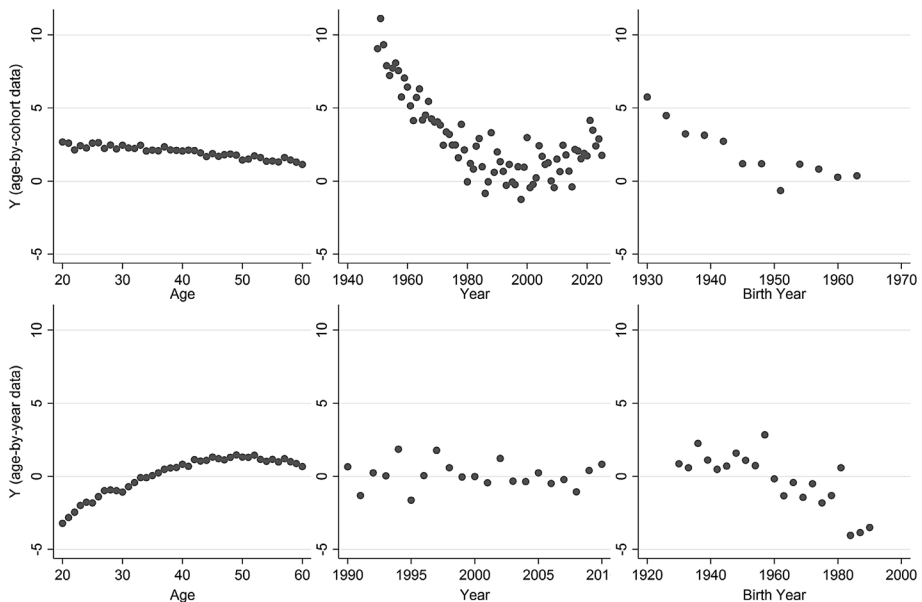 Y (age-by-cohort data)
10
5
0
-5
20 30 40 50 60
Age
10
5
0
-5
1940 1960 1980 2000 2020
Year
10
5
0
-5
1930 1940 1950 1960 1970
Birth Year
Y (age-by-year data)
10
5
0
-5
20 30 40 50 60
Age
10
5
0
-5
1990 1995 2000 2005 201
Year
10
5
0
-5
1920 1940 1960 1980 2000
Birth Year